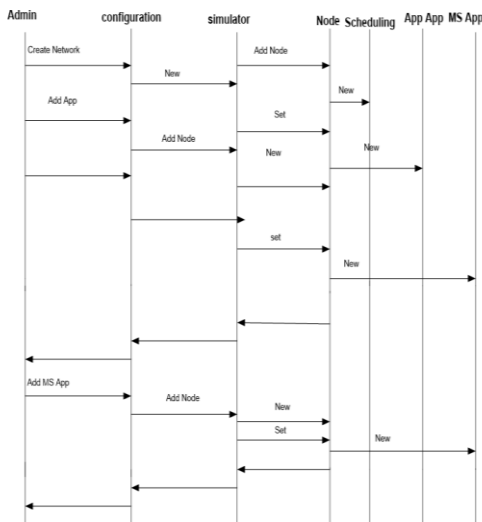 Admin configuration simulator Node Scheduling App App MS App
Create Network
Add Node
New
New
Add App
Set
Add Node
New
New
set
New
Add MS App
Add Node
New
Set
New